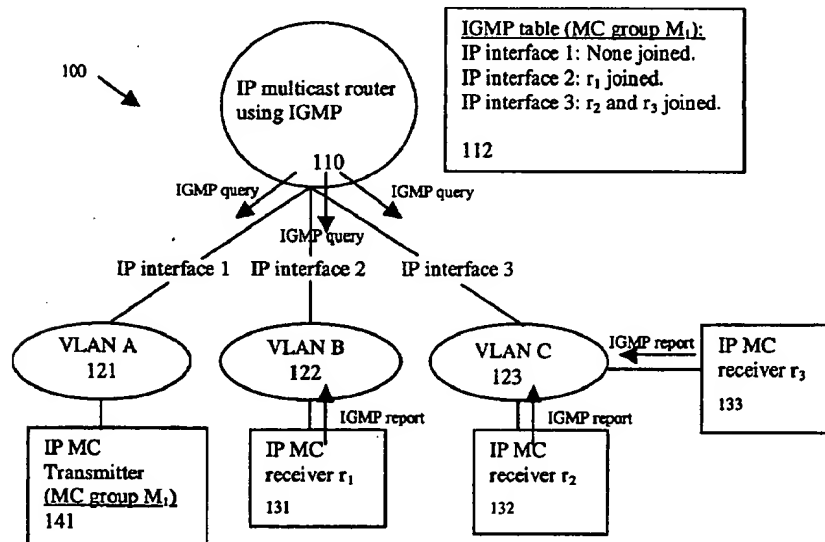 100
IP multicast router
using IGMP
110
IGMP table (MC group M₁):
IP interface 1: None joined.
IP interface 2: r₁ joined.
IP interface 3: r₂ and r₃ joined.
112
IGMP query
IGMP query
IGMP query
IP interface 1
IP interface 2
IP interface 3
VLAN A
121
VLAN B
122
VLAN C
123
IGMP report
IP MC
receiver r₃
133
IGMP report
IGMP report
IP MC
Transmitter
(MC group M₁)
141
IP MC
receiver r₁
131
IP MC
receiver r₂
132